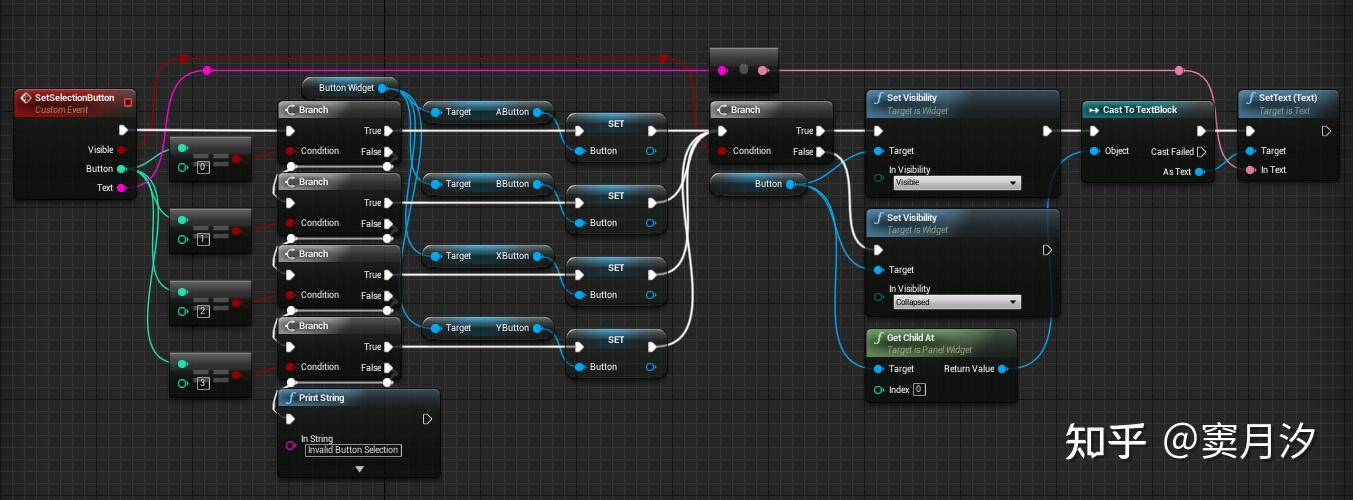 SetSelectionButton
Custom Event
Visible
Button
Text
0
1
2
3
Button Widget
Branch
True
Condition
False
Branch
True
Condition
False
Branch
True
Condition
False
Branch
True
Condition
False
Print String
In String
Invalid Button Selection
Target AButton
Target BButton
Target XButton
Target YButton
SET
Button
SET
Button
SET
Button
SET
Button
Branch
True
Condition
False
Button
Set Visibility
Target is Widget
Target
In Visibility
Visible
Set Visibility
Target is Widget
Target
In Visibility
Collapsed
Get Child At
Target is Panel Widget
Target Return Value
Index 0
Cast To TextBlock
Object Cast Failed
As Text
SetText (Text)
Target is Text
Target
In Text
知乎 @窦月汐